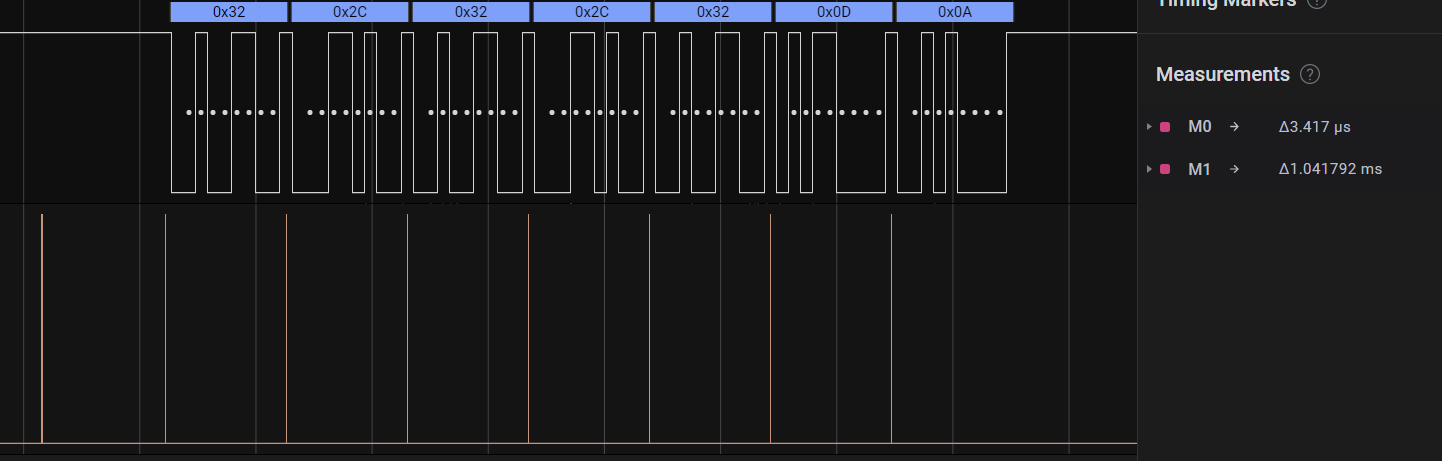 0x32 0x2C 0x32 0x2C 0x32 0x0D 0x0A
Timing Markers ?
Measurements ?
M0 → Δ3.417 µs
M1 → Δ1.041792 ms